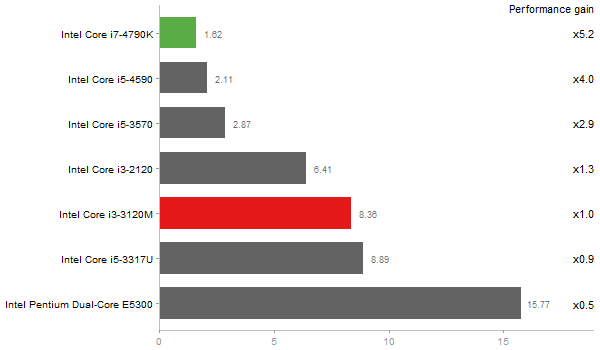 Performance gain
Intel Core i7-4790K 1.62 x5.2
Intel Core i5-4590 2.11 x4.0
Intel Core i5-3570 2.87 x2.9
Intel Core i3-2120 6.41 x1.3
Intel Core i3-3120M 8.36 x1.0
Intel Core i5-3317U 8.89 x0.9
Intel Pentium Dual-Core E5300 15.77 x0.5
0 5 10 15